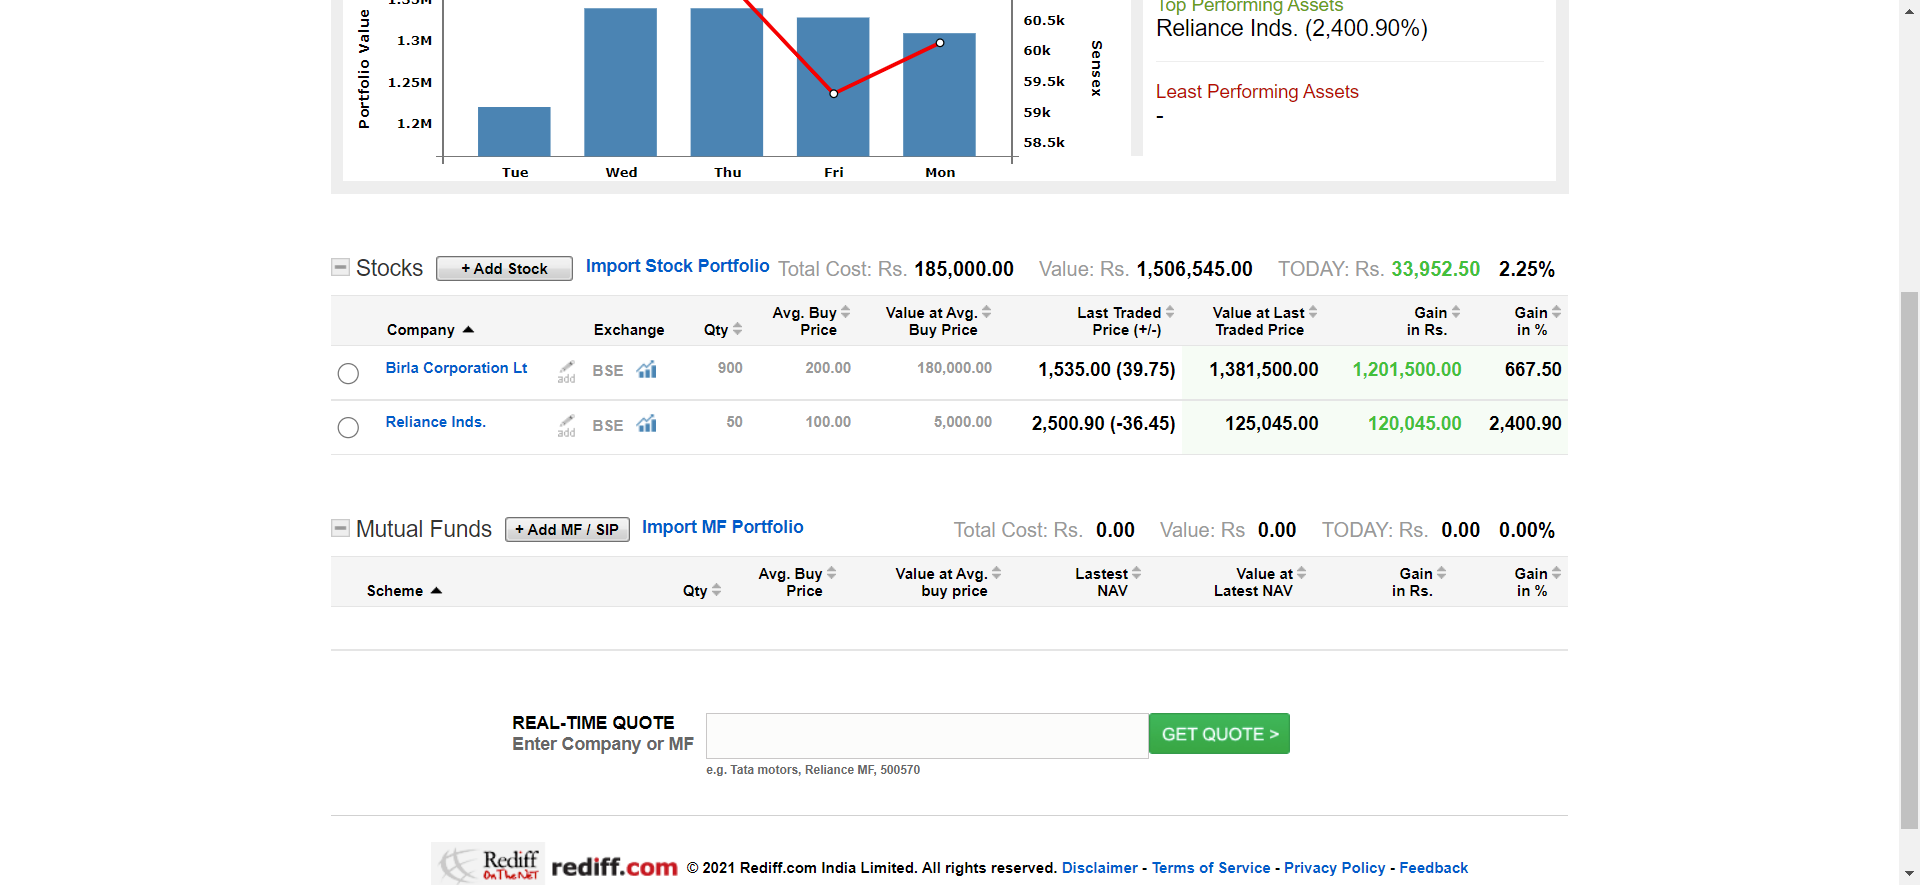 1.35M
1.3M
1.25M
1.2M
Portfolio Value
60.5k
60k
59.5k
59k
58.5k
Sensex
Tue Wed Thu Fri Mon
Top Performing Assets
Reliance Inds. (2,400.90%)
Least Performing Assets
-
Stocks + Add Stock Import Stock Portfolio Total Cost: Rs. 185,000.00 Value: Rs. 1,506,545.00 TODAY: Rs. 33,952.50 2.25%
Company Exchange Qty Avg. Buy Price Value at Avg. Buy Price Last Traded Price (+/-) Value at Last Traded Price Gain in Rs. Gain in %
Birla Corporation Lt add BSE 900 200.00 180,000.00 1,535.00 (39.75) 1,381,500.00 1,201,500.00 667.50
Reliance Inds. add BSE 50 100.00 5,000.00 2,500.90 (-36.45) 125,045.00 120,045.00 2,400.90
Mutual Funds + Add MF / SIP Import MF Portfolio Total Cost: Rs. 0.00 Value: Rs 0.00 TODAY: Rs. 0.00 0.00%
Scheme Qty Avg. Buy Price Value at Avg. buy price Lastest NAV Value at Latest NAV Gain in Rs. Gain in %
REAL-TIME QUOTE
Enter Company or MF
GET QUOTE >
e.g. Tata motors, Reliance MF, 500570
Rediff On The NeT rediff.com © 2021 Rediff.com India Limited. All rights reserved. Disclaimer - Terms of Service - Privacy Policy - Feedback